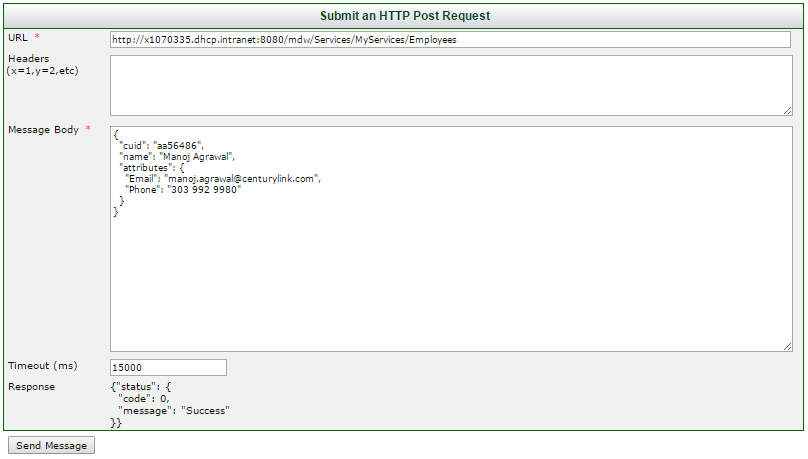 Submit an HTTP Post Request
URL *
http://x1070335.dhcp.intranet:8080/mdw/Services/MyServices/Employees
Headers
(x=1,y=2,etc)
Message Body *
{
"cuid": "aa56486",
"name": "Manoj Agrawal",
"attributes": {
"Email": "manoj.agrawal@centurylink.com",
"Phone": "303 992 9980"
}
}
Timeout (ms)
15000
Response
{"status": {
"code": 0,
"message": "Success"
}}
Send Message